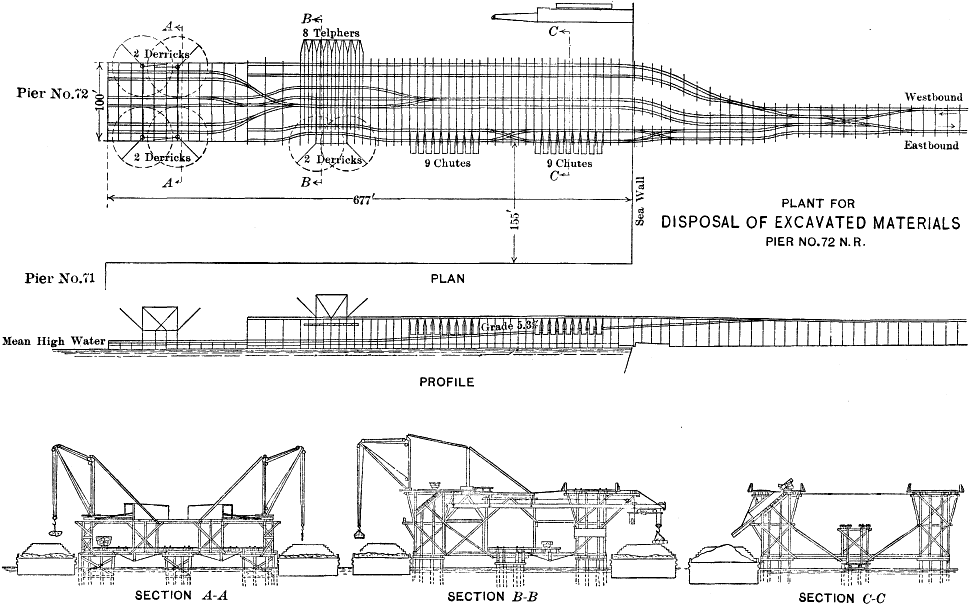 A
B
8 Telphers
C
2 Derricks
Pier No.72
100'
Westbound
Eastbound
2 Derricks
2 Derricks
9 Chutes
9 Chutes
A
B
C
677'
155'
Sea Wall
PLANT FOR
DISPOSAL OF EXCAVATED MATERIALS
PIER NO.72 N.R.
Pier No.71
PLAN
Grade 5.3%
Mean High Water
PROFILE
SECTION A-A
SECTION B-B
SECTION C-C